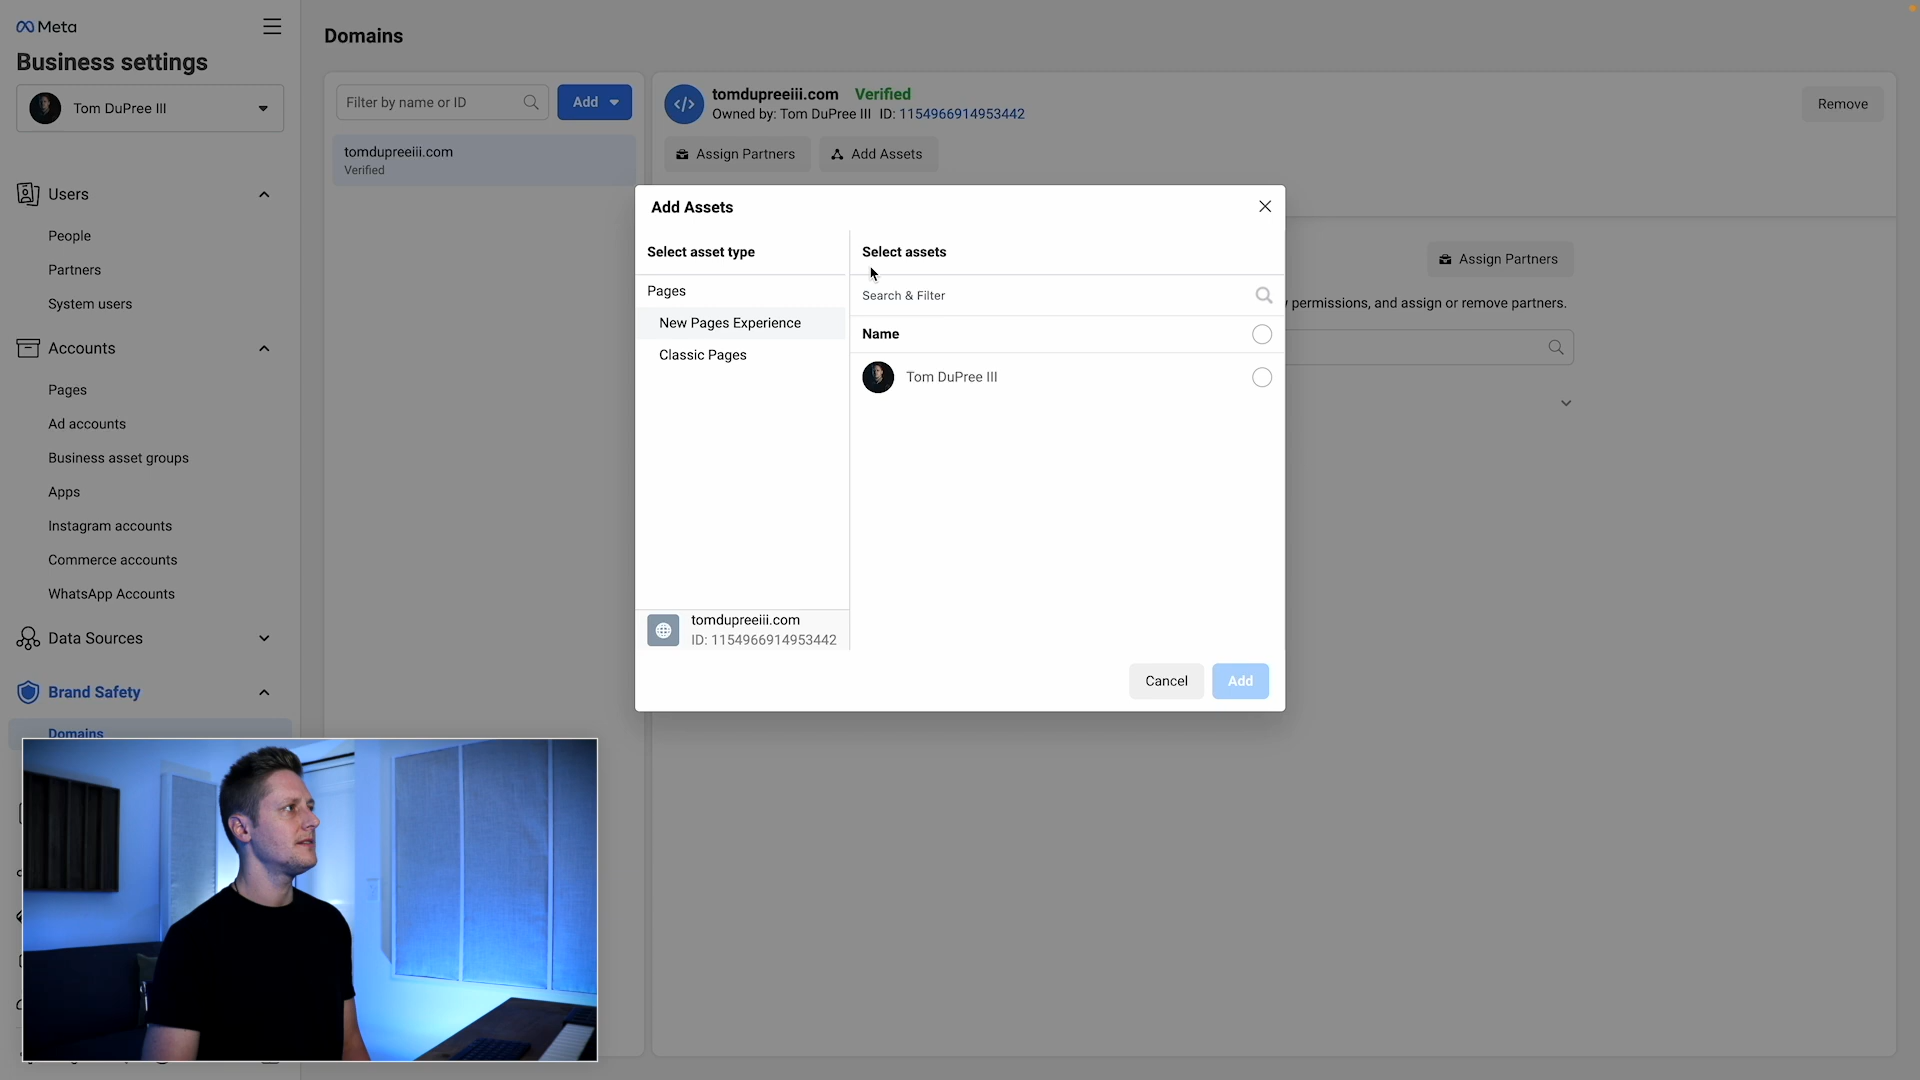 Meta
Business settings
Tom DuPree III
Users
People
Partners
System users
Accounts
Pages
Ad accounts
Business asset groups
Apps
Instagram accounts
Commerce accounts
WhatsApp Accounts
Data Sources
Brand Safety
Domains
Domains
Filter by name or ID
Add
tomdupreeiii.com
Verified
tomdupreeiii.com Verified
Owned by: Tom DuPree III ID: 1154966914953442
Remove
Assign Partners
Add Assets
Assign Partners
permissions, and assign or remove partners.
Add Assets
Select asset type
Pages
New Pages Experience
Classic Pages
tomdupreeiii.com
ID: 1154966914953442
Select assets
Search & Filter
Name
Tom DuPree III
Cancel
Add